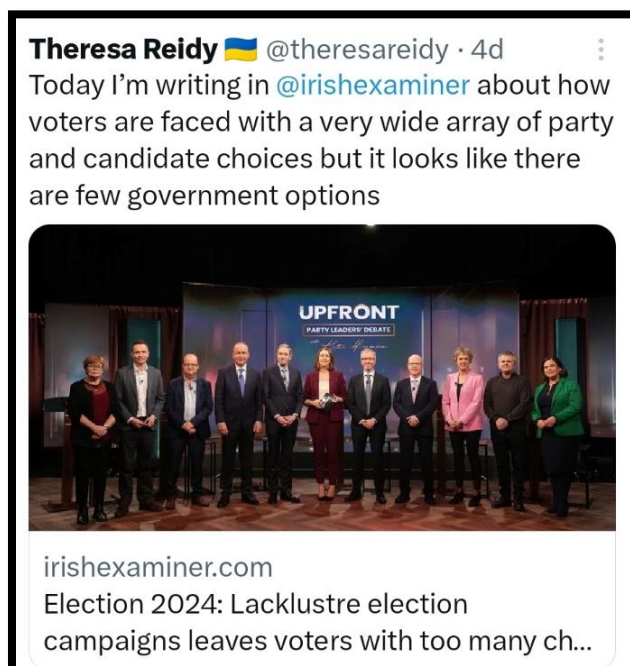 Theresa Reidy 🇺🇦 @theresareidy · 4d
Today I'm writing in @irishexaminer about how
voters are faced with a very wide array of party
and candidate choices but it looks like there
are few government options
UPFRONT
PARTY LEADERS' DEBATE
irishexaminer.com
Election 2024: Lacklustre election
campaigns leaves voters with too many ch...